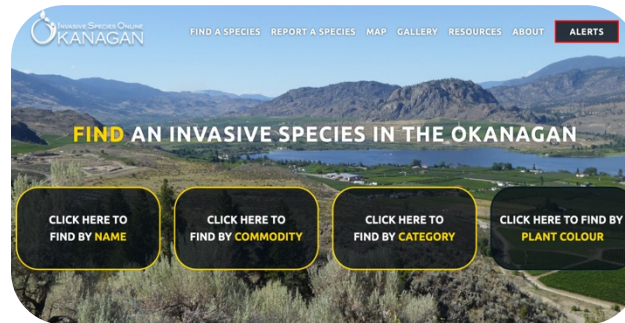 Invasive Species Online
OKANAGAN
FIND A SPECIES REPORT A SPECIES MAP GALLERY RESOURCES ABOUT ALERTS
FIND AN INVASIVE SPECIES IN THE OKANAGAN
CLICK HERE TO
FIND BY NAME
CLICK HERE TO
FIND BY COMMODITY
CLICK HERE TO
FIND BY CATEGORY
CLICK HERE TO FIND BY
PLANT COLOUR